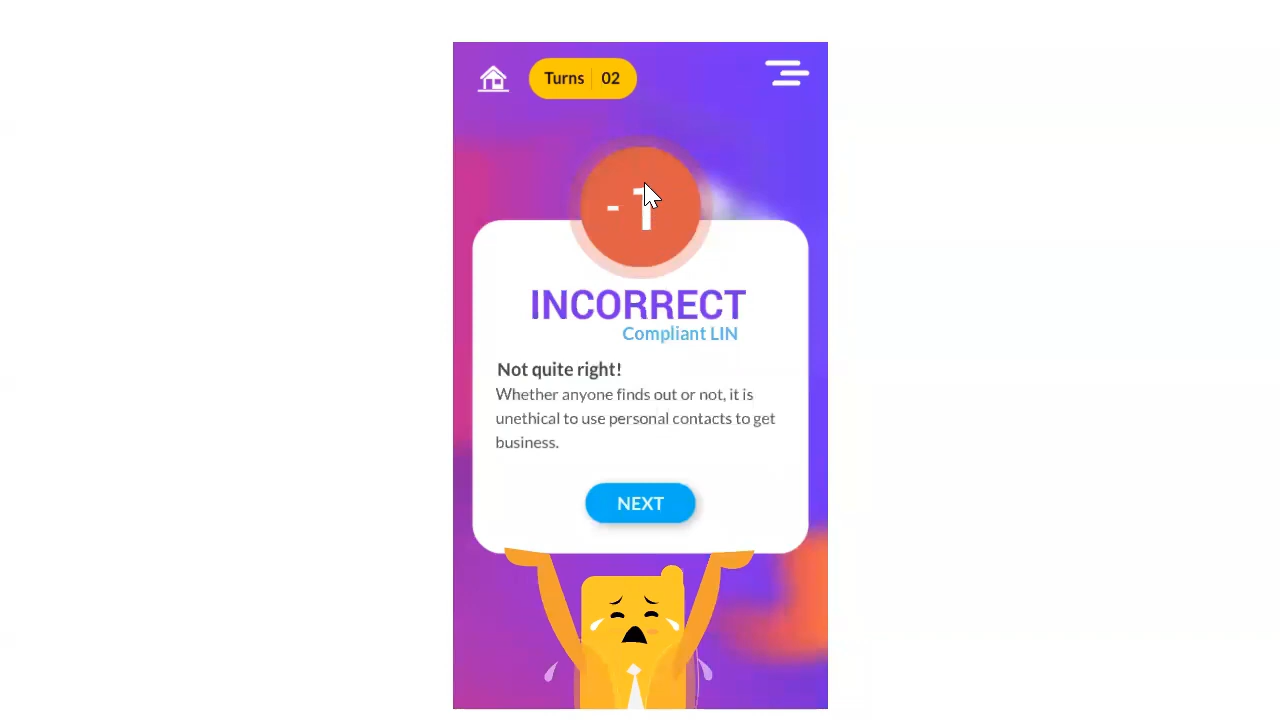 Turns 02
- 1
INCORRECT
Compliant LIN
Not quite right!
Whether anyone finds out or not, it is
unethical to use personal contacts to get
business.
NEXT